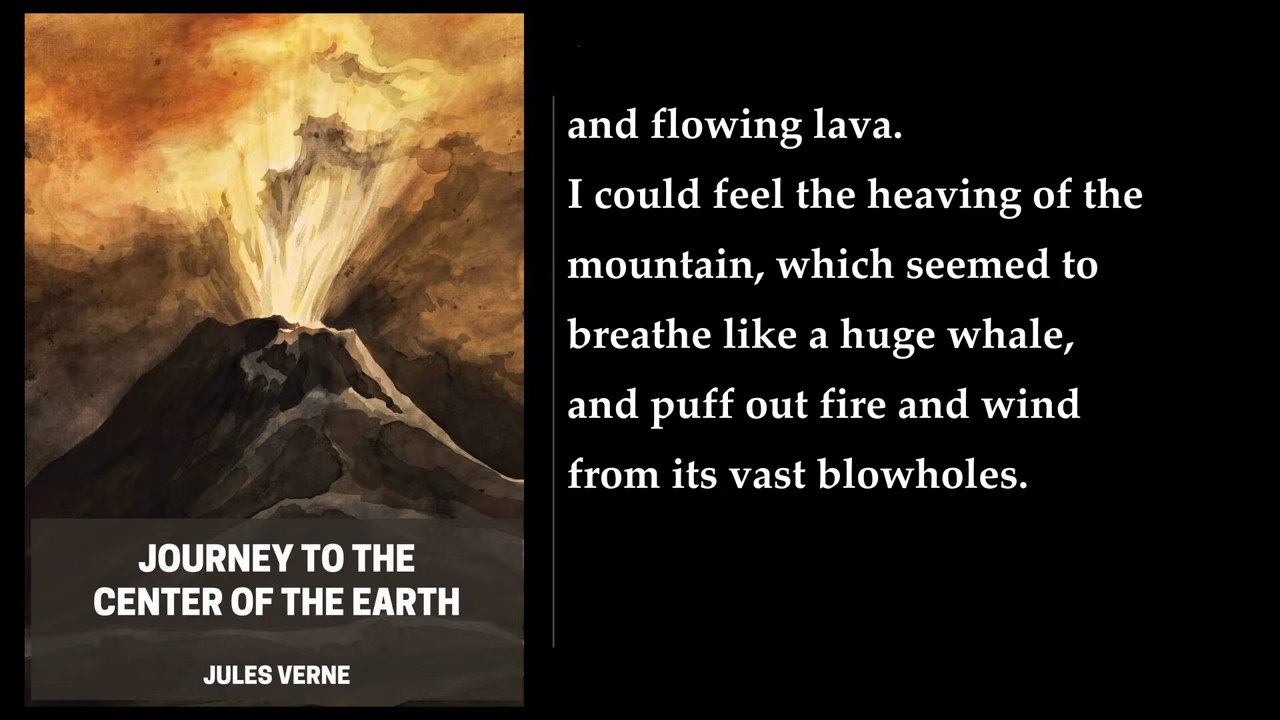 and flowing lava.
I could feel the heaving of the
mountain, which seemed to
breathe like a huge whale,
and puff out fire and wind
from its vast blowholes.
JOURNEY TO THE
CENTER OF THE EARTH
JULES VERNE